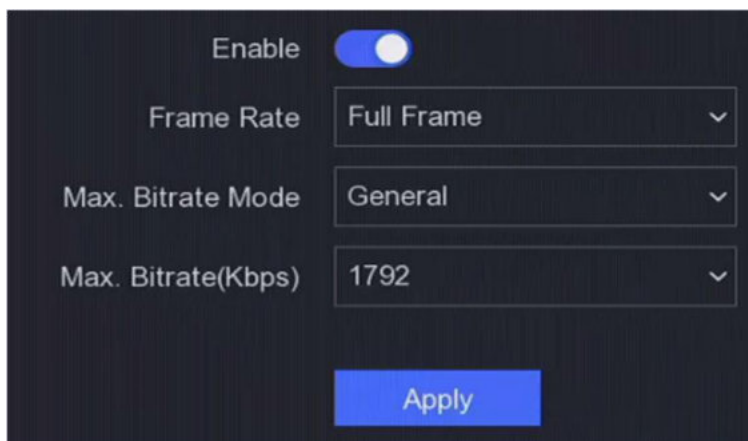 Enable
Frame Rate Full Frame
Max. Bitrate Mode General
Max. Bitrate(Kbps) 1792
Apply